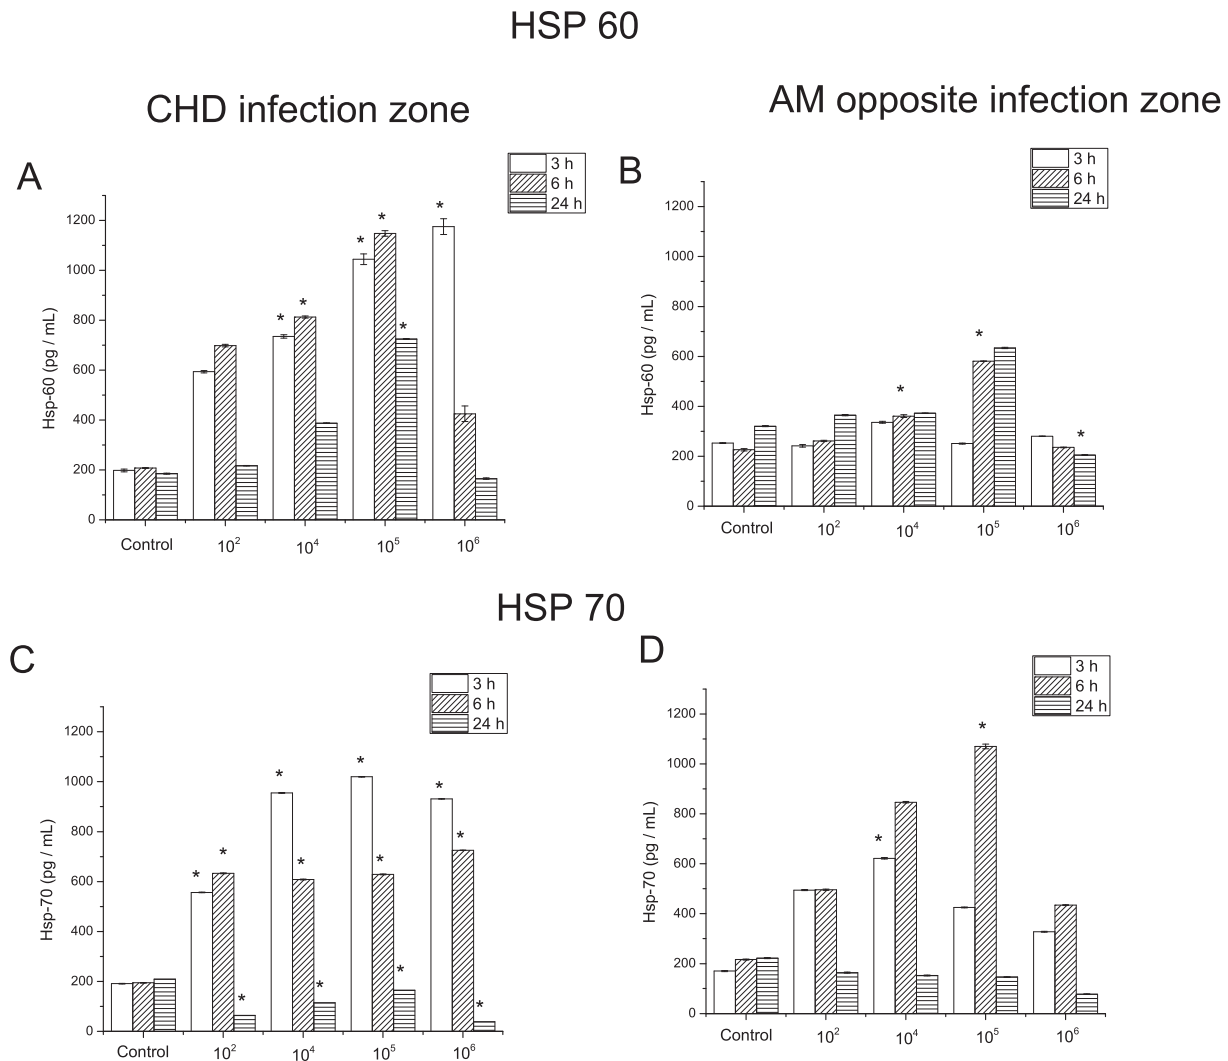 HSP 60
CHD infection zone
AM opposite infection zone
A
3 h
6 h
24 h
Hsp-60 (pg / mL)
1200
1000
800
600
400
200
0
* * * * * * *
Control 10² 10⁴ 10⁵ 10⁶
B
3 h
6 h
24 h
Hsp-60 (pg / mL)
1200
1000
800
600
400
200
0
* * *
Control 10² 10⁴ 10⁵ 10⁶
HSP 70
C
3 h
6 h
24 h
Hsp-70 (pg / mL)
1200
1000
800
600
400
200
0
* * * * * * * * * * * *
Control 10² 10⁴ 10⁵ 10⁶
D
3 h
6 h
24 h
Hsp-70 (pg / mL)
1200
1000
800
600
400
200
0
* *
Control 10² 10⁴ 10⁵ 10⁶